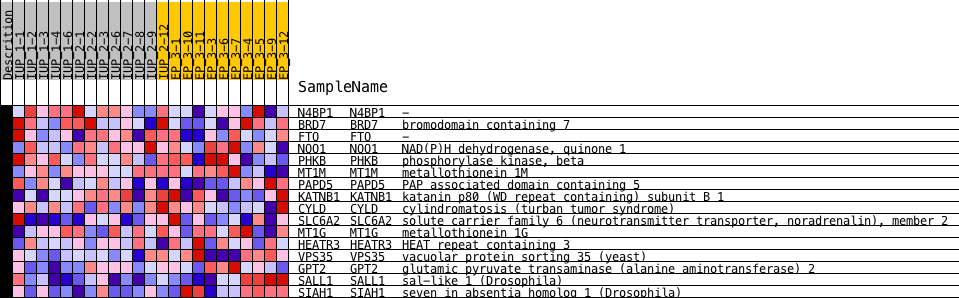 Descrition
IUP_1-1
IUP_1-2
IUP_1-3
IUP_1-4
IUP_1-6
IUP_2-1
IUP_2-2
IUP_2-3
IUP_2-6
IUP_2-7
IUP_2-8
IUP_2-9
IUP_2-12
EP_3-1
EP_3-10
EP_3-11
EP_3-3
EP_3-6
EP_3-7
EP_3-4
EP_3-5
EP_3-9
EP_3-12
SampleName
N4BP1 N4BP1 –
BRD7 BRD7 bromodomain containing 7
FTO FTO –
NQO1 NQO1 NAD(P)H dehydrogenase, quinone 1
PHKB PHKB phosphorylase kinase, beta
MT1M MT1M metallothionein 1M
PAPD5 PAPD5 PAP associated domain containing 5
KATNB1 KATNB1 katanin p80 (WD repeat containing) subunit B 1
CYLD CYLD cylindromatosis (turban tumor syndrome)
SLC6A2 SLC6A2 solute carrier family 6 (neurotransmitter transporter, noradrenalin), member 2
MT1G MT1G metallothionein 1G
HEATR3 HEATR3 HEAT repeat containing 3
VPS35 VPS35 vacuolar protein sorting 35 (yeast)
GPT2 GPT2 glutamic pyruvate transaminase (alanine aminotransferase) 2
SALL1 SALL1 sal-like 1 (Drosophila)
SIAH1 SIAH1 seven in absentia homolog 1 (Drosophila)